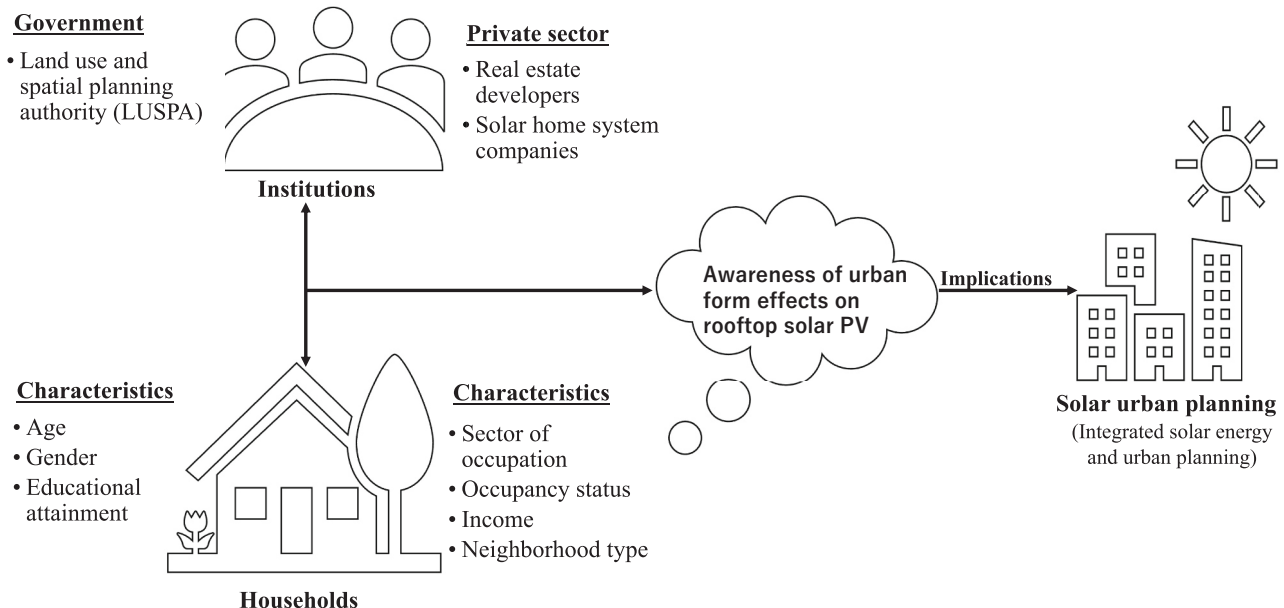 Government
• Land use and
spatial planning
authority (LUSPA)
Private sector
• Real estate
developers
• Solar home system
companies
Institutions
Awareness of urban
form effects on
rooftop solar PV
Implications
Solar urban planning
(Integrated solar energy
and urban planning)
Characteristics
• Age
• Gender
• Educational
attainment
Characteristics
• Sector of
occupation
• Occupancy status
• Income
• Neighborhood type
Households